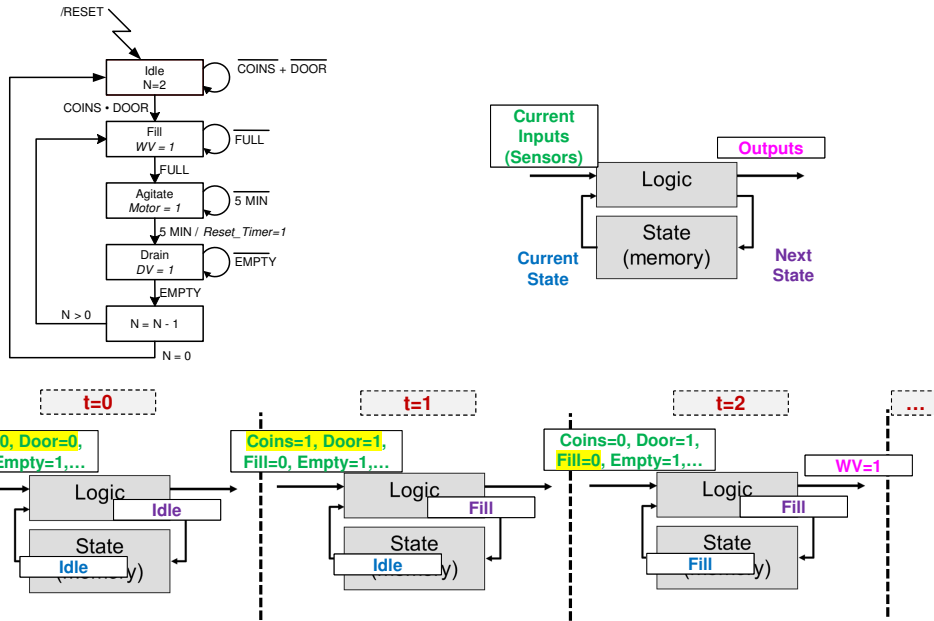 /RESET
Idle
N=2
COINS + DOOR
COINS • DOOR
Fill
WV = 1
FULL
FULL
Agitate
Motor = 1
5 MIN
5 MIN / Reset_Timer=1
Drain
DV = 1
EMPTY
EMPTY
N > 0
N = N - 1
N = 0
Current
Inputs
(Sensors)
Outputs
Logic
State
(memory)
Current
State
Next
State
t=0
0, Door=0,
Empty=1,…
Logic
Idle
State
Idle
t=1
Coins=1, Door=1,
Fill=0, Empty=1,…
Logic
Fill
State
Idle
t=2
Coins=0, Door=1,
Fill=0, Empty=1,…
WV=1
Logic
Fill
State
Fill
…